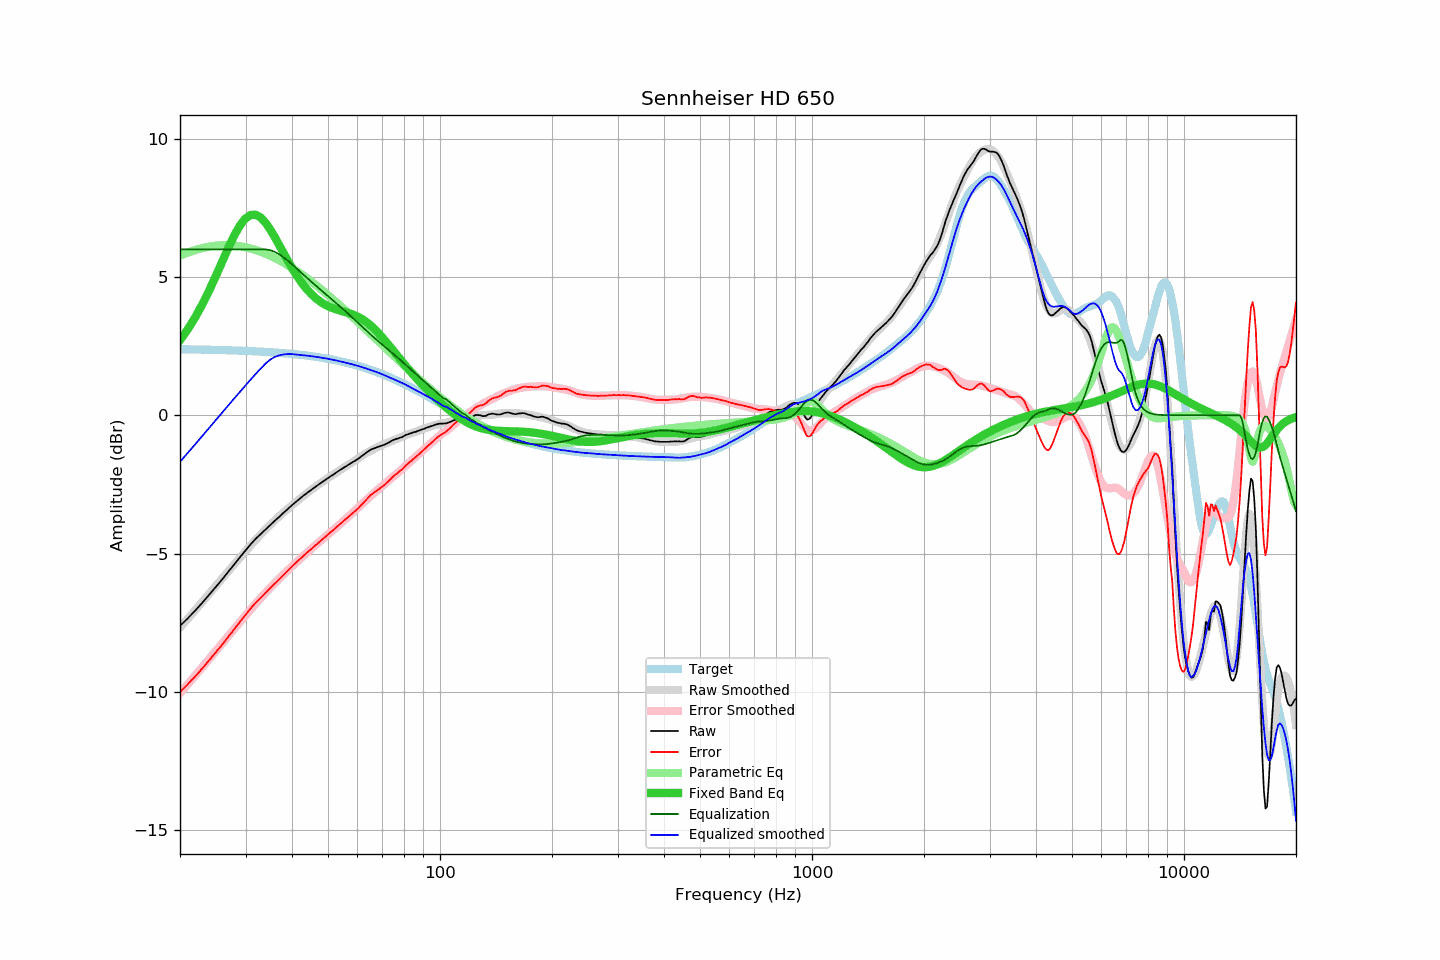 Sennheiser HD 650
Amplitude (dBr)
10
5
0
−5
−10
−15
Target
Raw Smoothed
Error Smoothed
Raw
Error
Parametric Eq
Fixed Band Eq
Equalization
Equalized smoothed
100
1000
10000
Frequency (Hz)